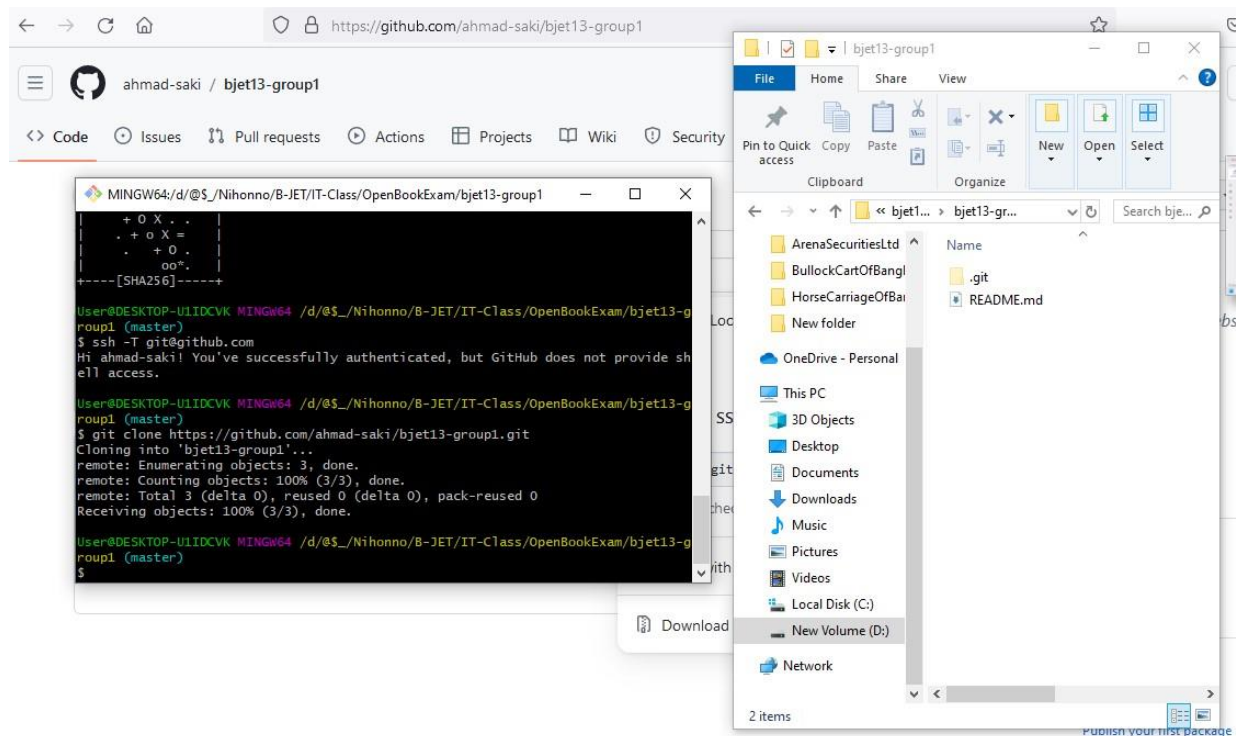 https://github.com/ahmad-saki/bjet13-group1
ahmad-saki / bjet13-group1
<> Code Issues Pull requests Actions Projects Wiki Security
MINGW64:/d/@$_/Nihonno/B-JET/IT-Class/OpenBookExam/bjet13-group1
|    + O X . .    |
|   . + o X =     |
|    .   + O .    |
|         oo*.    |
+----[SHA256]-----+
User@DESKTOP-U1IDCVK MINGW64 /d/@$_/Nihonno/B-JET/IT-Class/OpenBookExam/bjet13-g
roup1 (master)
$ ssh -T git@github.com
Hi ahmad-saki! You've successfully authenticated, but GitHub does not provide sh
ell access.
User@DESKTOP-U1IDCVK MINGW64 /d/@$_/Nihonno/B-JET/IT-Class/OpenBookExam/bjet13-g
roup1 (master)
$ git clone https://github.com/ahmad-saki/bjet13-group1.git
Cloning into 'bjet13-group1'...
remote: Enumerating objects: 3, done.
remote: Counting objects: 100% (3/3), done.
remote: Total 3 (delta 0), reused 0 (delta 0), pack-reused 0
Receiving objects: 100% (3/3), done.
User@DESKTOP-U1IDCVK MINGW64 /d/@$_/Nihonno/B-JET/IT-Class/OpenBookExam/bjet13-g
roup1 (master)
$
Loc
SS
git
Download
bjet13-group1
File Home Share View
Pin to Quick access Copy Paste New Open Select
Clipboard Organize
« bjet1... › bjet13-gr... Search bje...
ArenaSecuritiesLtd
BullockCartOfBangl
HorseCarriageOfBan
New folder
OneDrive - Personal
This PC
3D Objects
Desktop
Documents
Downloads
Music
Pictures
Videos
Local Disk (C:)
New Volume (D:)
Network
Name
.git
README.md
2 items
Publish your first package